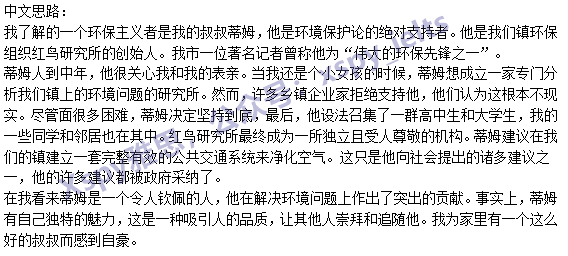 中文思路：
我了解的一个环保主义者是我的叔叔蒂姆，他是环境保护论的绝对支持者。他是我们镇环保
组织红鸟研究所的创始人。我市一位著名记者曾称他为“伟大的环保先锋之一”。
蒂姆人到中年，他很关心我和我的表亲。当我还是个小女孩的时候，蒂姆想成立一家专门分
析我们镇上的环境问题的研究所。然而，许多乡镇企业家拒绝支持他，他们认为这根本不现
实。尽管面很多困难，蒂姆决定坚持到底，最后，他设法召集了一群高中生和大学生，我的
一些同学和邻居也在其中。红鸟研究所最终成为一所独立且受人尊敬的机构。蒂姆建议在我
们的镇建立一套完整有效的公共交通系统来净化空气。这只是他向社会提出的诸多建议之
一，他的许多建议都被政府采纳了。
在我看来蒂姆是一个令人钦佩的人，他在解决环境问题上作出了突出的贡献。事实上，蒂姆
有自己独特的魅力，这是一种吸引人的品质，让其他人崇拜和追随他。我为家里有一个这么
好的叔叔而感到自豪。